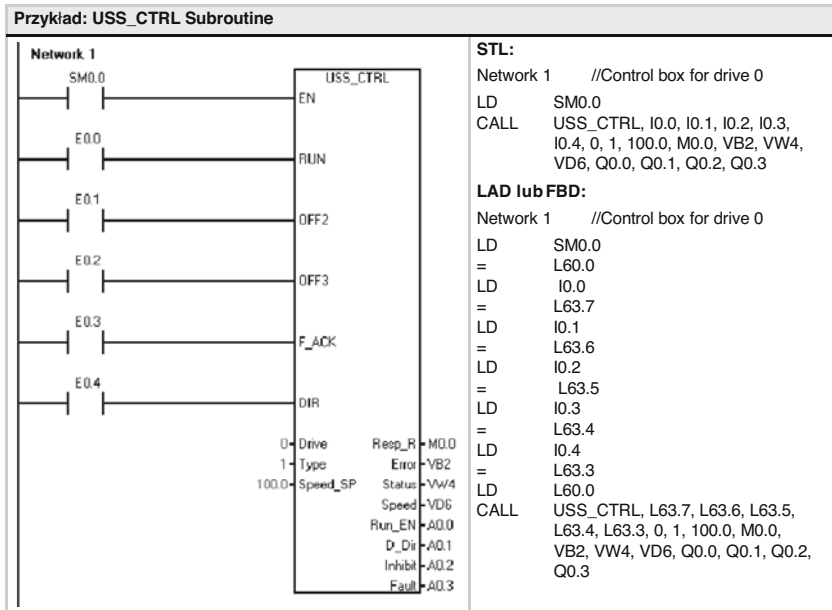 Przykład: USS_CTRL Subroutine
Network 1
SM0.0
USS_CTRL
EN
E0.0
RUN
E0.1
OFF2
E0.2
OFF3
E0.3
F_ACK
E0.4
DIR
0 Drive Resp_R M0.0
1 Type Error VB2
100.0 Speed_SP Status VW4
Speed VD6
Run_EN A0.0
D_Dir A0.1
Inhibit A0.2
Fault A0.3
STL:
Network 1 //Control box for drive 0
LD SM0.0
CALL USS_CTRL, I0.0, I0.1, I0.2, I0.3,
I0.4, 0, 1, 100.0, M0.0, VB2, VW4,
VD6, Q0.0, Q0.1, Q0.2, Q0.3
LAD lub FBD:
Network 1 //Control box for drive 0
LD SM0.0
= L60.0
LD I0.0
= L63.7
LD I0.1
= L63.6
LD I0.2
= L63.5
LD I0.3
= L63.4
LD I0.4
= L63.3
LD L60.0
CALL USS_CTRL, L63.7, L63.6, L63.5,
L63.4, L63.3, 0, 1, 100.0, M0.0,
VB2, VW4, VD6, Q0.0, Q0.1, Q0.2,
Q0.3